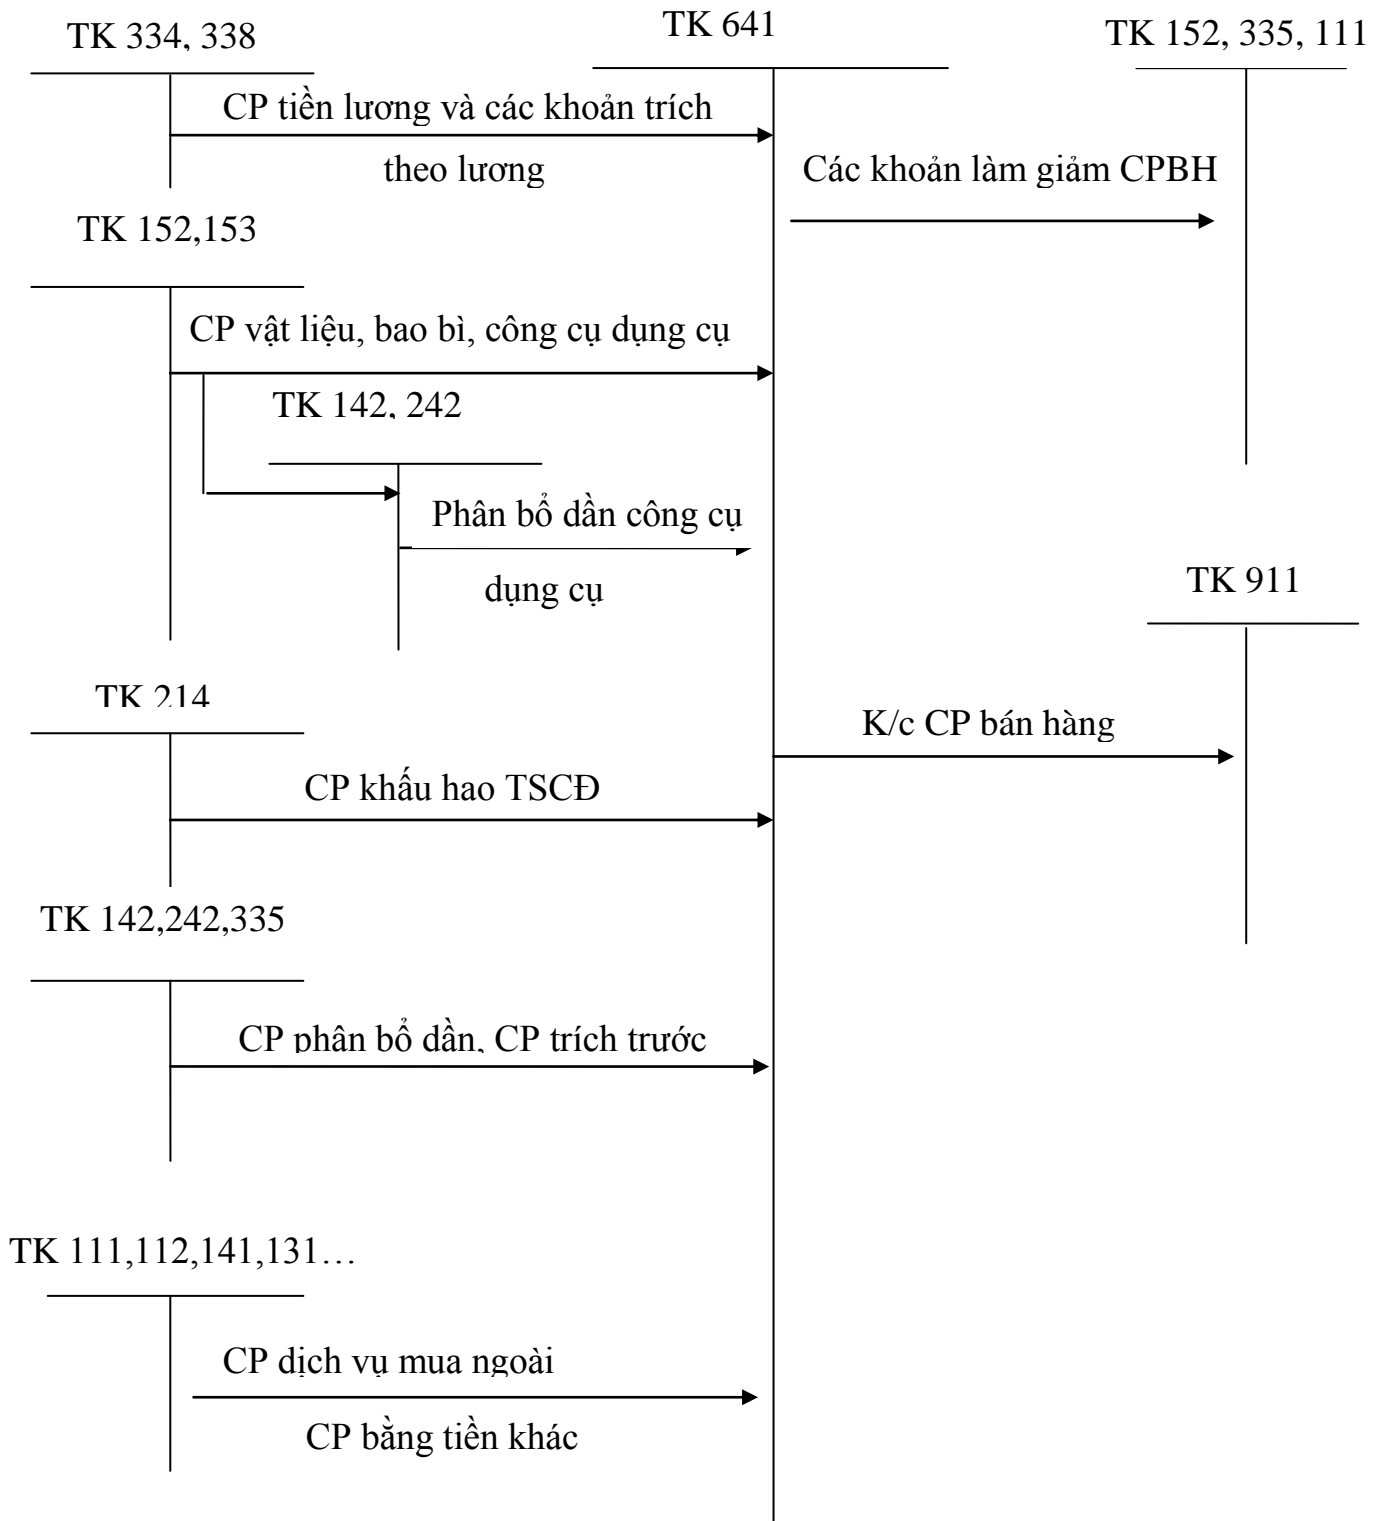 TK 334, 338
TK 641
TK 152, 335, 111
CP tiền lương và các khoản trích
theo lương
Các khoản làm giảm CPBH
TK 152,153
CP vật liệu, bao bì, công cụ dụng cụ
TK 142, 242
Phân bổ dần công cụ
dụng cụ
TK 911
TK 214
K/c CP bán hàng
CP khấu hao TSCĐ
TK 142,242,335
CP phân bổ dần, CP trích trước
TK 111,112,141,131…
CP dịch vụ mua ngoài
CP bằng tiền khác